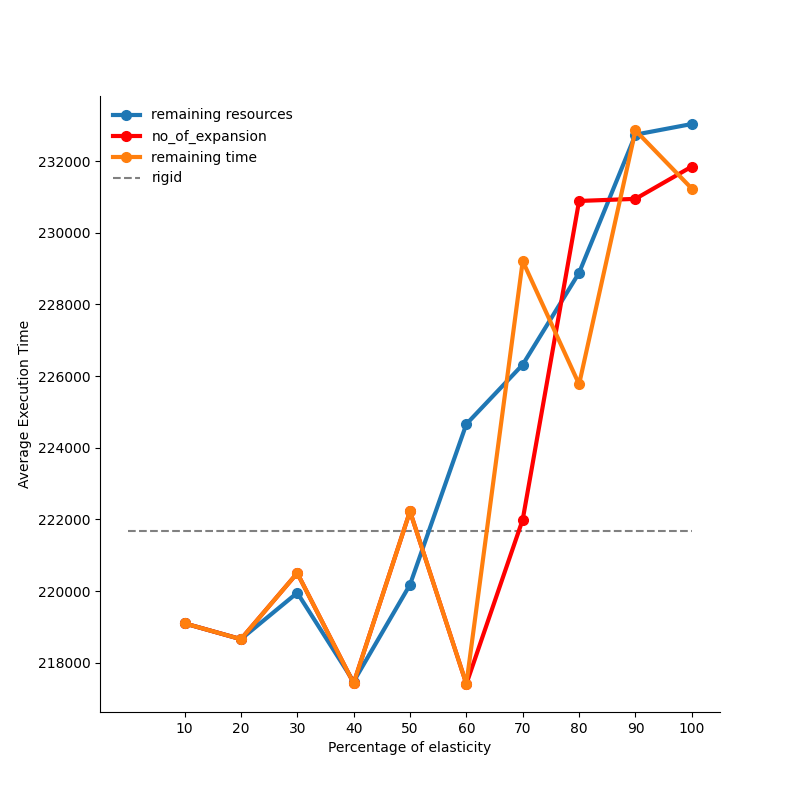 remaining resources
no_of_expansion
remaining time
rigid
Average Execution Time
232000
230000
228000
226000
224000
222000
220000
218000
10 20 30 40 50 60 70 80 90 100
Percentage of elasticity